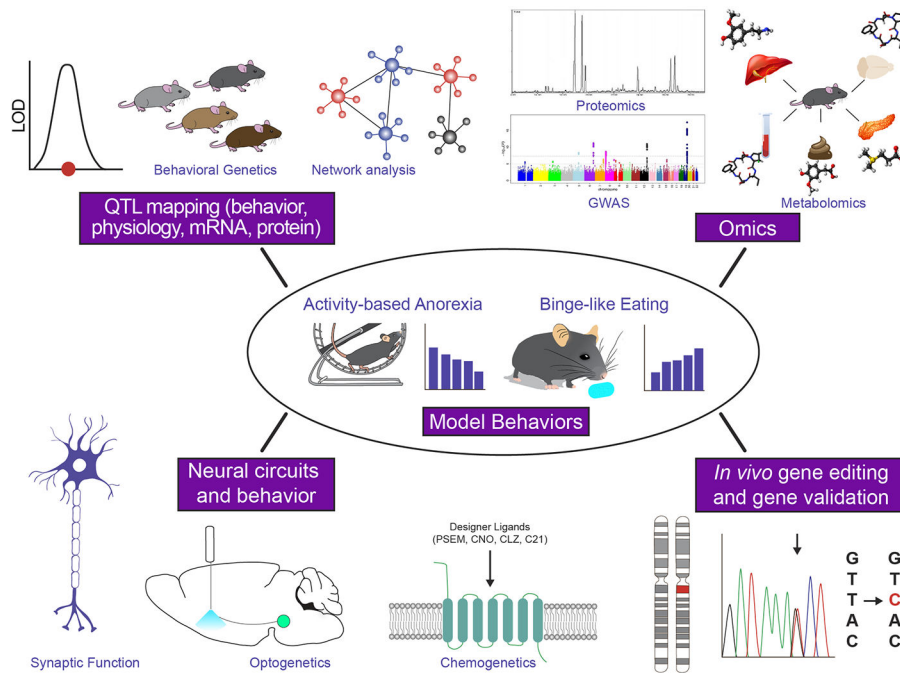 LOD
Behavioral Genetics
Network analysis
Proteomics
GWAS
Metabolomics
QTL mapping (behavior,
physiology, mRNA, protein)
Omics
Activity-based Anorexia
Binge-like Eating
Model Behaviors
Neural circuits
and behavior
In vivo gene editing
and gene validation
Designer Ligands
(PSEM, CNO, CLZ, C21)
Synaptic Function
Optogenetics
Chemogenetics
G
T
T
A
C
G
T
C
A
C